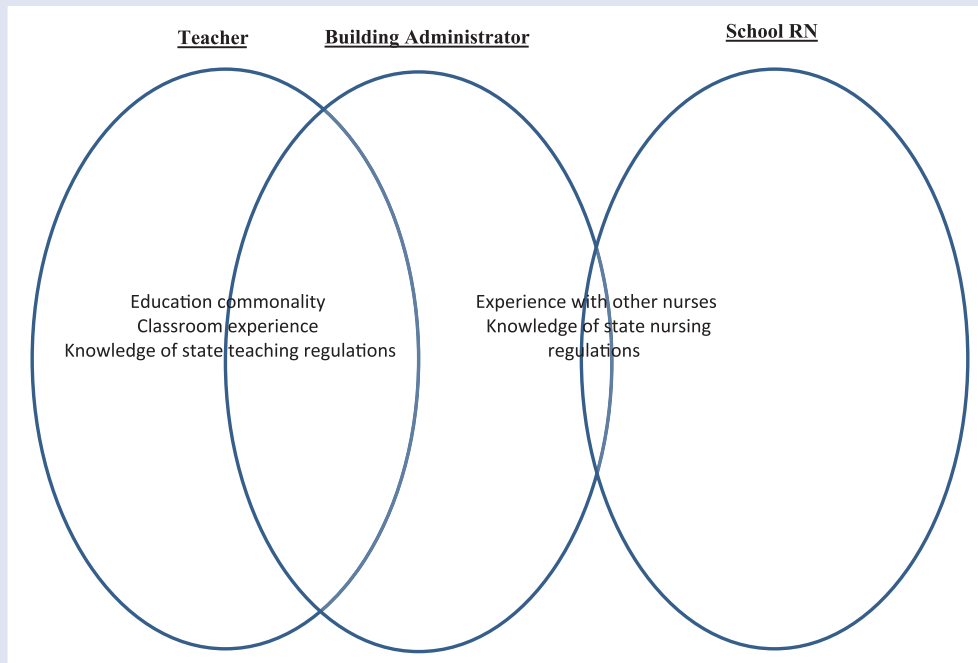 Teacher
Building Administrator
School RN
Education commonality
Classroom experience
Knowledge of state teaching regulations
Experience with other nurses
Knowledge of state nursing
regulations